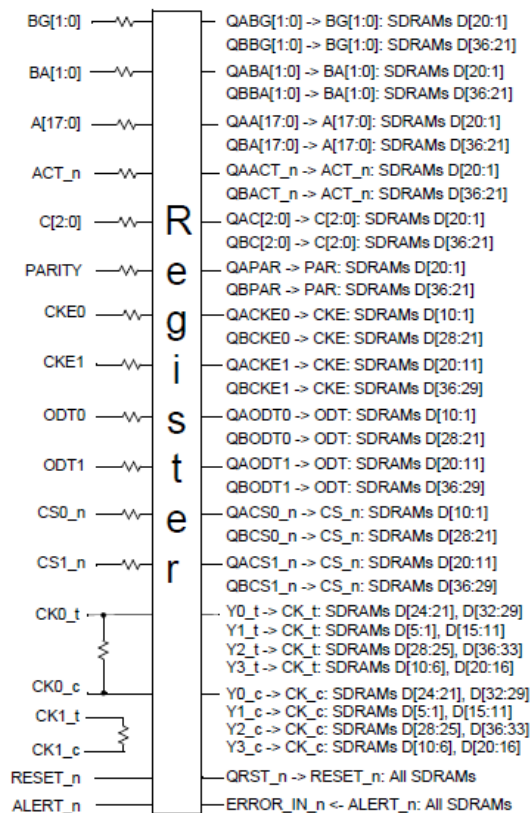 BG[1:0]
QABG[1:0] -> BG[1:0]: SDRAMs D[20:1]
QBBG[1:0] -> BG[1:0]: SDRAMs D[36:21]
BA[1:0]
QABA[1:0] -> BA[1:0]: SDRAMs D[20:1]
QBBA[1:0] -> BA[1:0]: SDRAMs D[36:21]
A[17:0]
QAA[17:0] -> A[17:0]: SDRAMs D[20:1]
QBA[17:0] -> A[17:0]: SDRAMs D[36:21]
ACT_n
QAACT_n -> ACT_n: SDRAMs D[20:1]
QBACT_n -> ACT_n: SDRAMs D[36:21]
C[2:0]
QAC[2:0] -> C[2:0]: SDRAMs D[20:1]
QBC[2:0] -> C[2:0]: SDRAMs D[36:21]
PARITY
QAPAR -> PAR: SDRAMs D[20:1]
QBPAR -> PAR: SDRAMs D[36:21]
CKE0
QACKE0 -> CKE: SDRAMs D[10:1]
QBCKE0 -> CKE: SDRAMs D[28:21]
CKE1
QACKE1 -> CKE: SDRAMs D[20:11]
QBCKE1 -> CKE: SDRAMs D[36:29]
ODT0
QAODT0 -> ODT: SDRAMs D[10:1]
QBODT0 -> ODT: SDRAMs D[28:21]
ODT1
QAODT1 -> ODT: SDRAMs D[20:11]
QBODT1 -> ODT: SDRAMs D[36:29]
CS0_n
QACS0_n -> CS_n: SDRAMs D[10:1]
QBCS0_n -> CS_n: SDRAMs D[28:21]
CS1_n
QACS1_n -> CS_n: SDRAMs D[20:11]
QBCS1_n -> CS_n: SDRAMs D[36:29]
Register
CK0_t
Y0_t -> CK_t: SDRAMs D[24:21], D[32:29]
Y1_t -> CK_t: SDRAMs D[5:1], D[15:11]
Y2_t -> CK_t: SDRAMs D[28:25], D[36:33]
Y3_t -> CK_t: SDRAMs D[10:6], D[20:16]
CK0_c
Y0_c -> CK_c: SDRAMs D[24:21], D[32:29]
Y1_c -> CK_c: SDRAMs D[5:1], D[15:11]
Y2_c -> CK_c: SDRAMs D[28:25], D[36:33]
Y3_c -> CK_c: SDRAMs D[10:6], D[20:16]
CK1_t
CK1_c
RESET_n
QRST_n -> RESET_n: All SDRAMs
ALERT_n
ERROR_IN_n <- ALERT_n: All SDRAMs